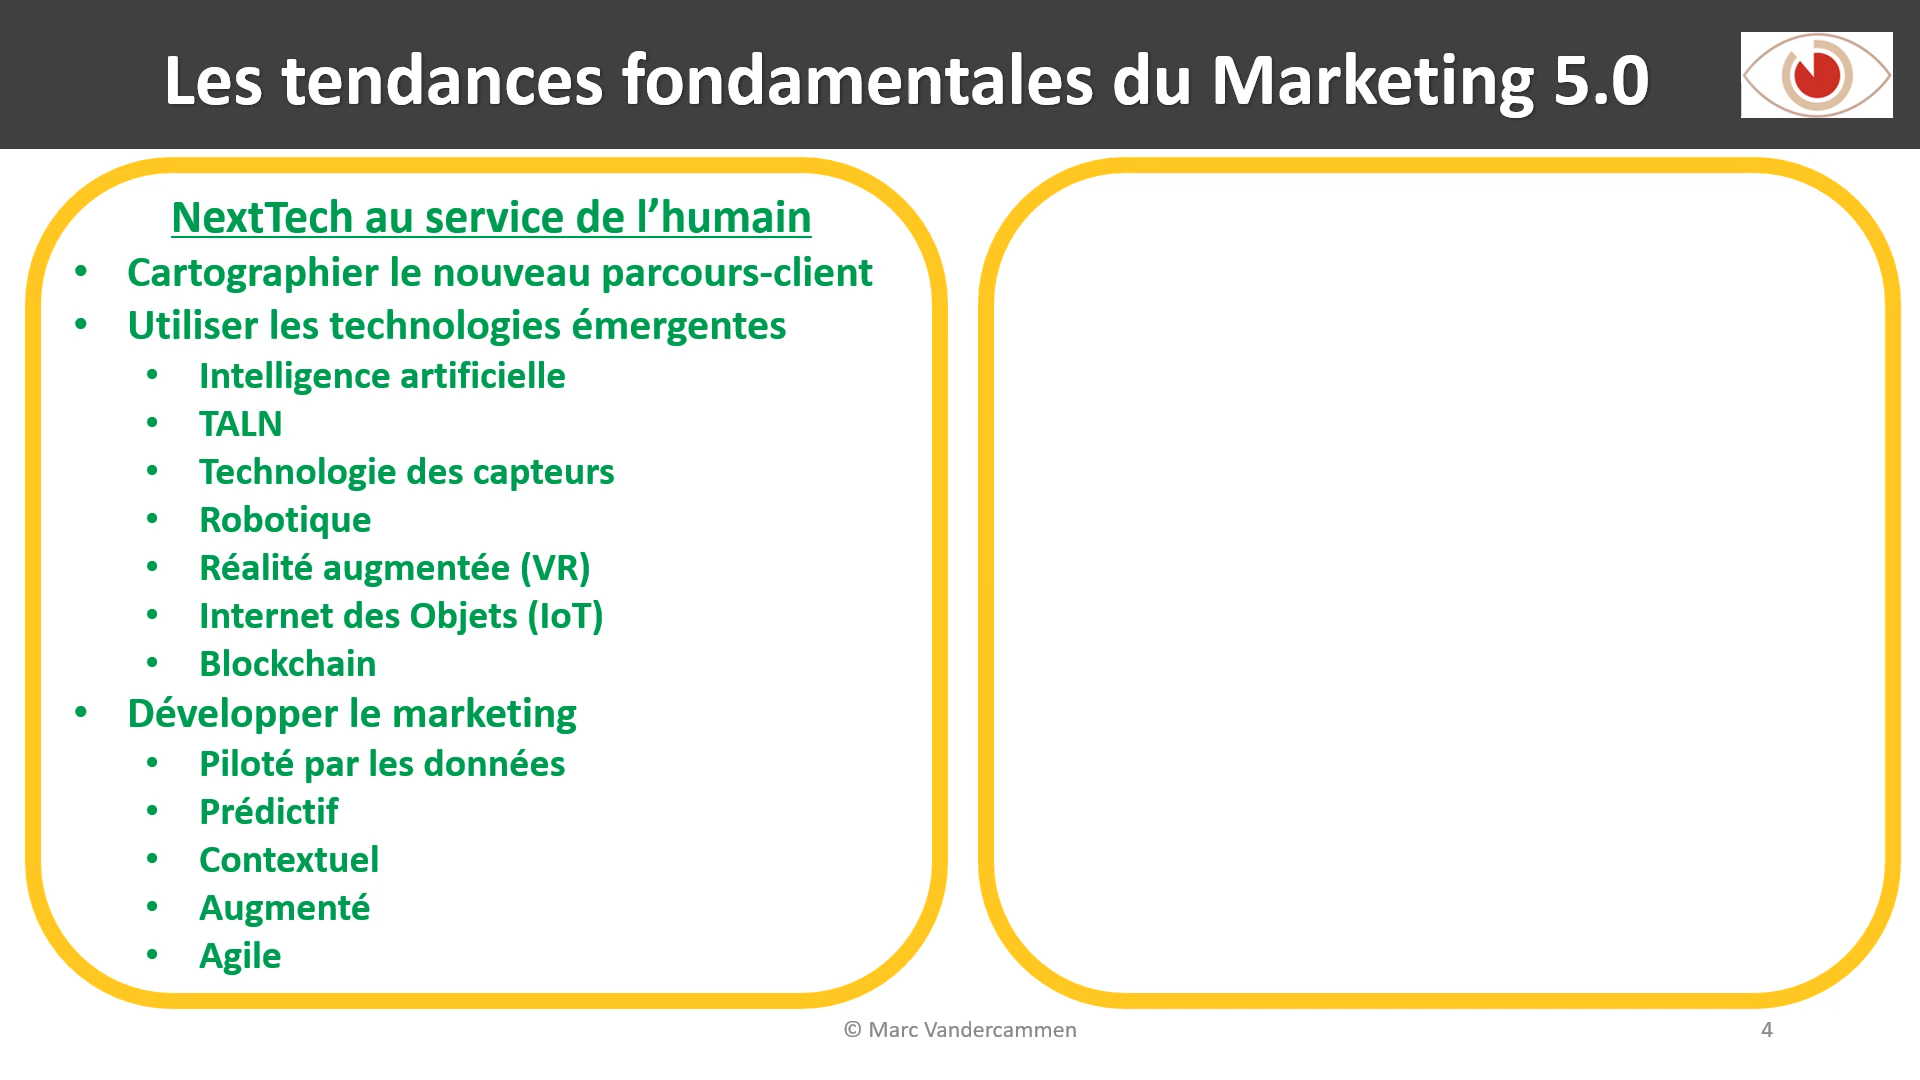 Les tendances fondamentales du Marketing 5.0
NextTech au service de l’humain
• Cartographier le nouveau parcours-client
• Utiliser les technologies émergentes
• Intelligence artificielle
• TALN
• Technologie des capteurs
• Robotique
• Réalité augmentée (VR)
• Internet des Objets (IoT)
• Blockchain
• Développer le marketing
• Piloté par les données
• Prédictif
• Contextuel
• Augmenté
• Agile
© Marc Vandercammen
4